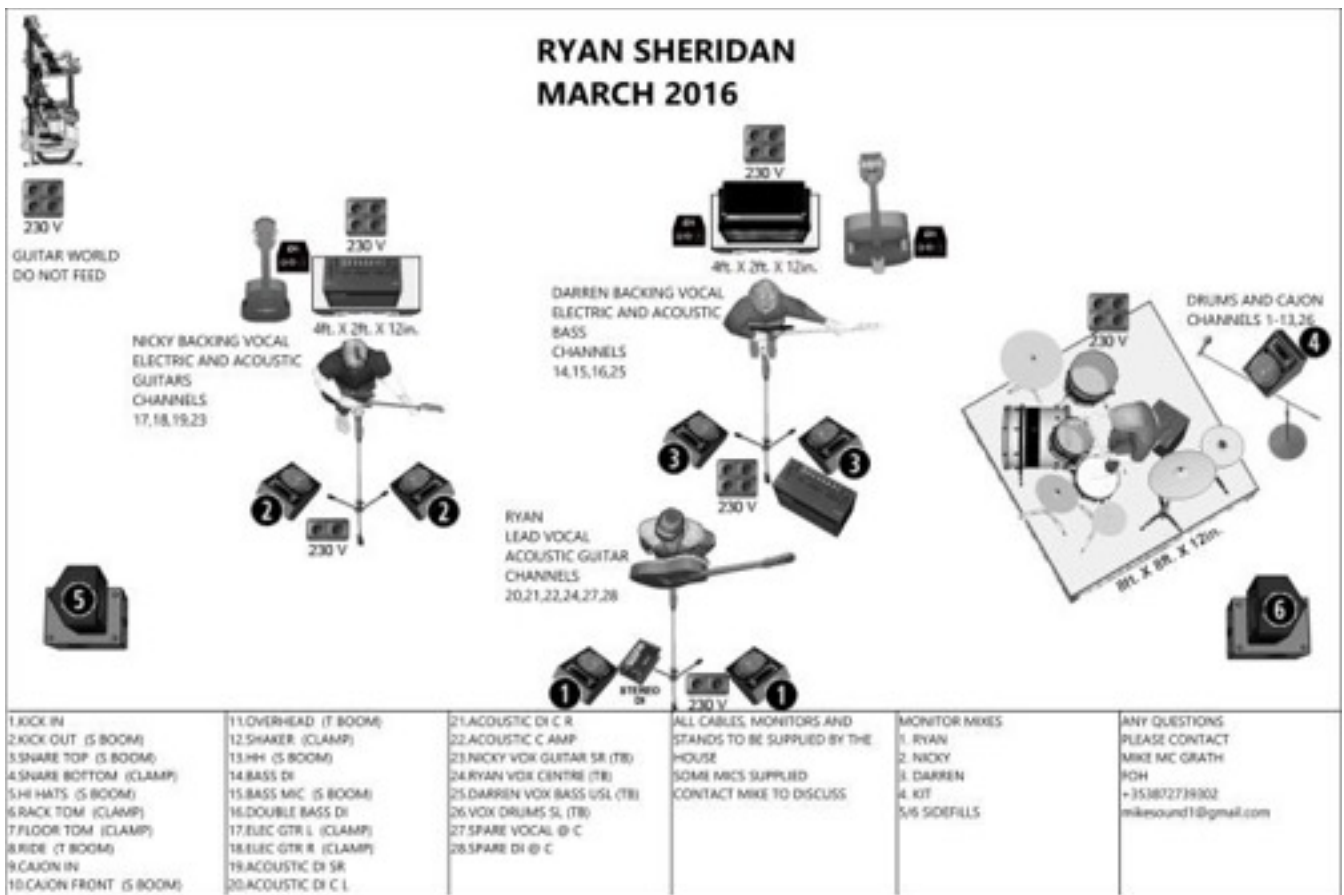 RYAN SHERIDAN
MARCH 2016
230 V
GUITAR WORLD
DO NOT FEED
230 V
4ft. X 2ft. X 12in.
NICKY BACKING VOCAL
ELECTRIC AND ACOUSTIC
GUITARS
CHANNELS
17,18,19,23
2
2
230 V
230 V
4ft. X 2ft. X 12in.
DARREN BACKING VOCAL
ELECTRIC AND ACOUSTIC
BASS
CHANNELS
14,15,16,25
3
3
230 V
RYAN
LEAD VOCAL
ACOUSTIC GUITAR
CHANNELS
20,21,22,24,27,28
1
STEREO
DI
230 V
1
DRUMS AND CAJON
CHANNELS 1-13,26
230 V
4
8ft. X 8ft. X 12in.
5
6
1.KICK IN
2.KICK OUT (S BOOM)
3.SNARE TOP (S BOOM)
4.SNARE BOTTOM (CLAMP)
5.HI HATS (S BOOM)
6.RACK TOM (CLAMP)
7.FLOOR TOM (CLAMP)
8.RIDE (T BOOM)
9.CAJON IN
10.CAJON FRONT (S BOOM)
11.OVERHEAD (T BOOM)
12.SHAKER (CLAMP)
13.HH (S BOOM)
14.BASS DI
15.BASS MIC (S BOOM)
16.DOUBLE BASS DI
17.ELEC GTR L (CLAMP)
18.ELEC GTR R (CLAMP)
19.ACOUSTIC DI SR
20.ACOUSTIC DI C L
21.ACOUSTIC DI C R
22.ACOUSTIC C AMP
23.NICKY VOX GUITAR SR (TB)
24.RYAN VOX CENTRE (TB)
25.DARREN VOX BASS USL (TB)
26.VOX DRUMS SL (TB)
27.SPARE VOCAL @ C
28.SPARE DI @ C
ALL CABLES, MONITORS AND
STANDS TO BE SUPPLIED BY THE
HOUSE
SOME MICS SUPPLIED
CONTACT MIKE TO DISCUSS
MONITOR MIXES
1. RYAN
2. NICKY
3. DARREN
4. KIT
5/6 SIDEFILLS
ANY QUESTIONS
PLEASE CONTACT
MIKE MC GRATH
FOH
+353872739302
mikesound1@gmail.com